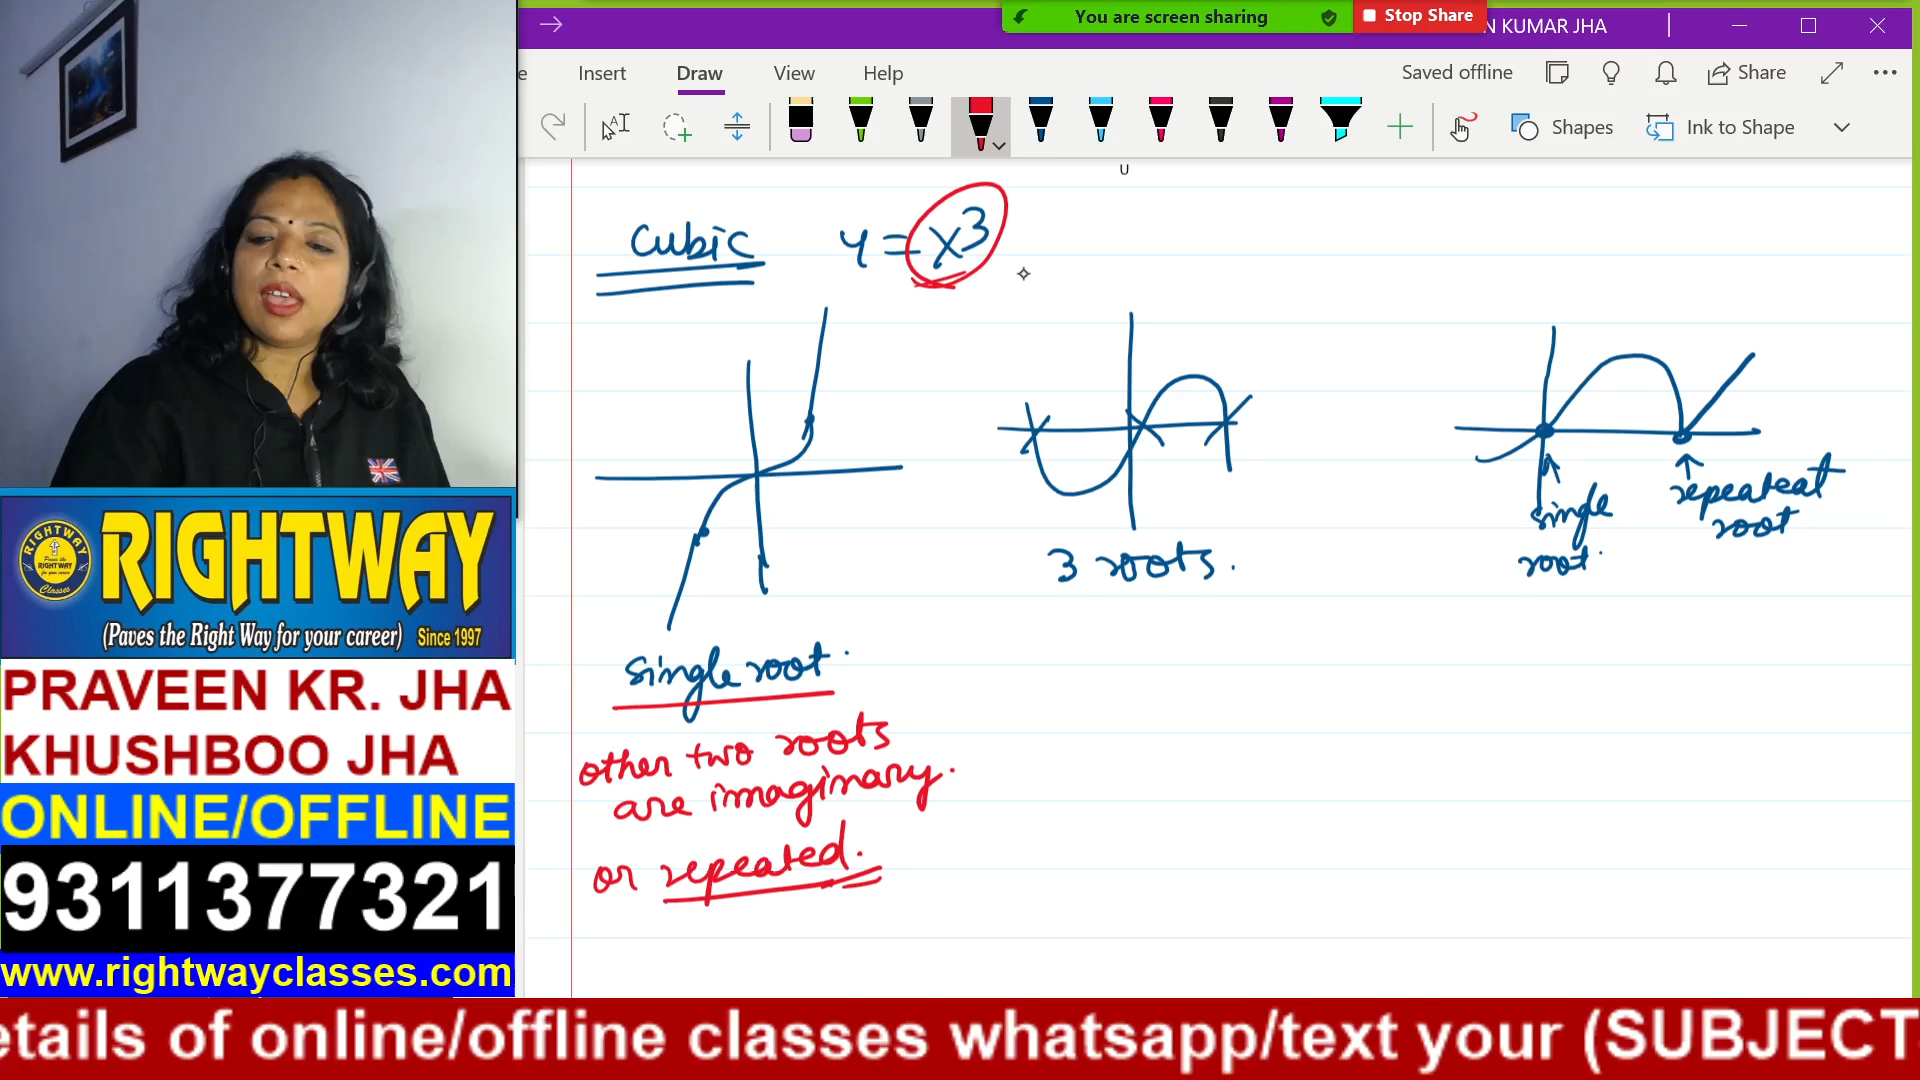 You are screen sharing
Stop Share
N KUMAR JHA
e Insert Draw View Help
Saved offline
Share
Shapes
Ink to Shape
Cubic y = x³
single root.
other two roots
are imaginary.
or repeated.
3 roots.
single
root.
repeateat
root
RIGHTWAY
Classes
RIGHTWAY
(Paves the Right Way for your career) Since 1997
PRAVEEN KR. JHA
KHUSHBOO JHA
ONLINE/OFFLINE
9311377321
www.rightwayclasses.com
etails of online/offline classes whatsapp/text your (SUBJECT